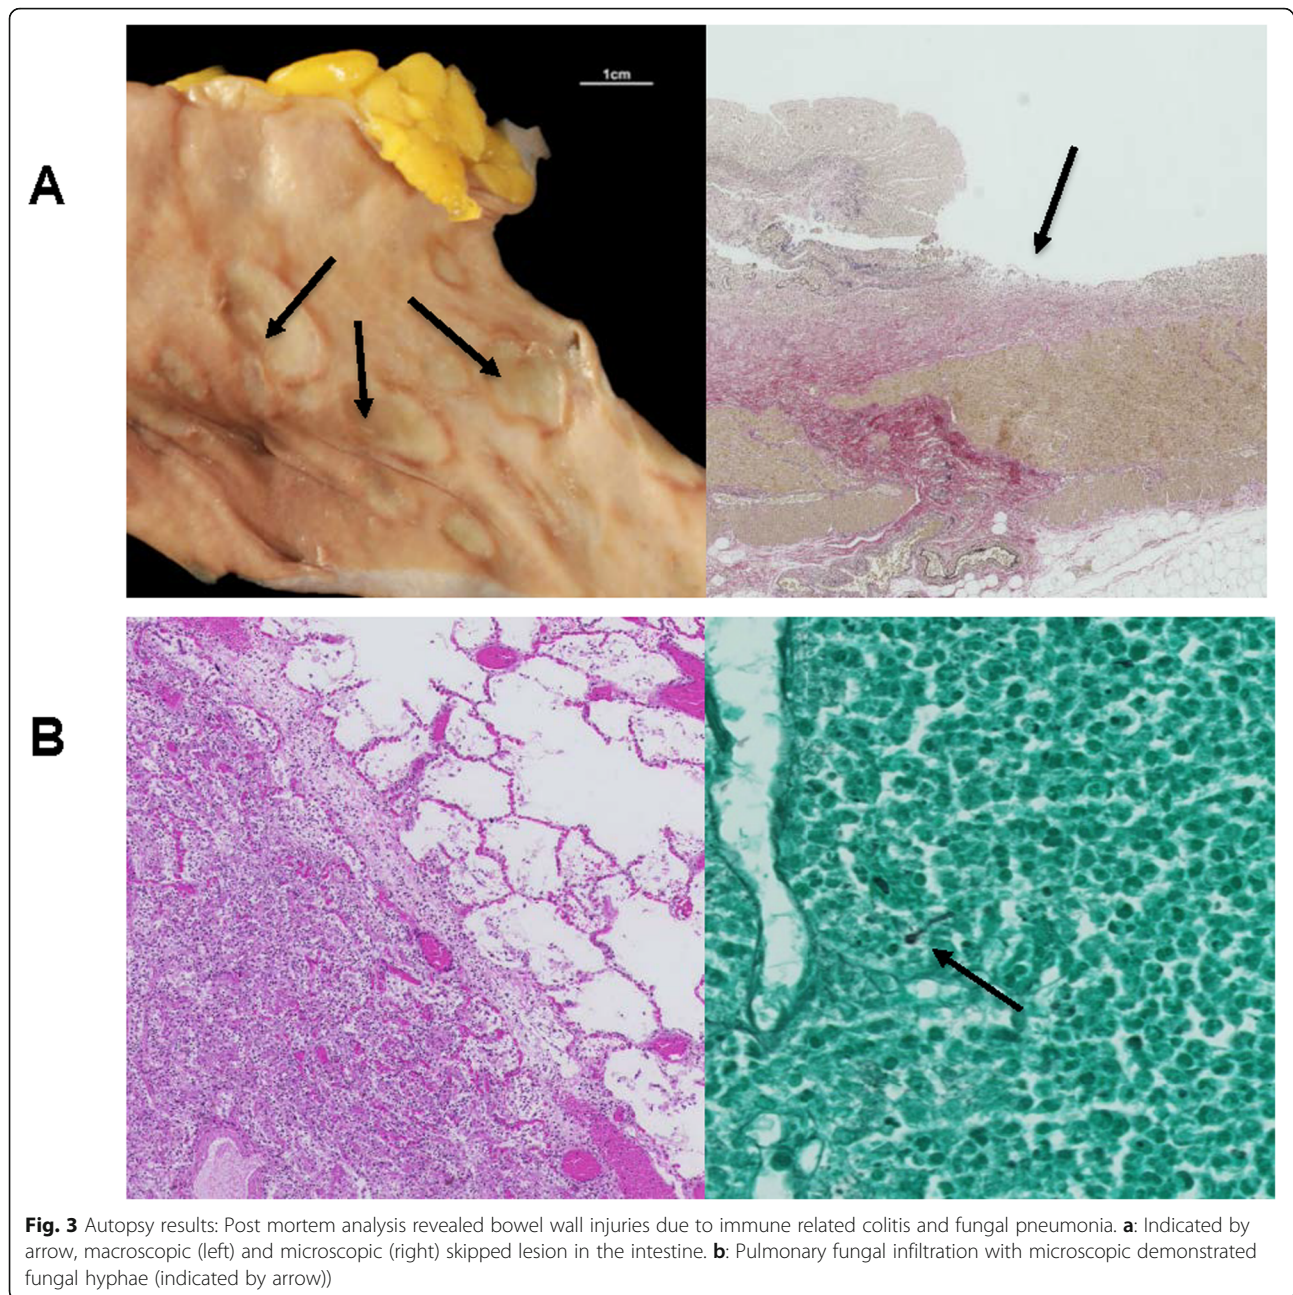 A
1cm
B
Fig. 3 Autopsy results: Post mortem analysis revealed bowel wall injuries due to immune related colitis and fungal pneumonia. a: Indicated by
arrow, macroscopic (left) and microscopic (right) skipped lesion in the intestine. b: Pulmonary fungal infiltration with microscopic demonstrated
fungal hyphae (indicated by arrow))